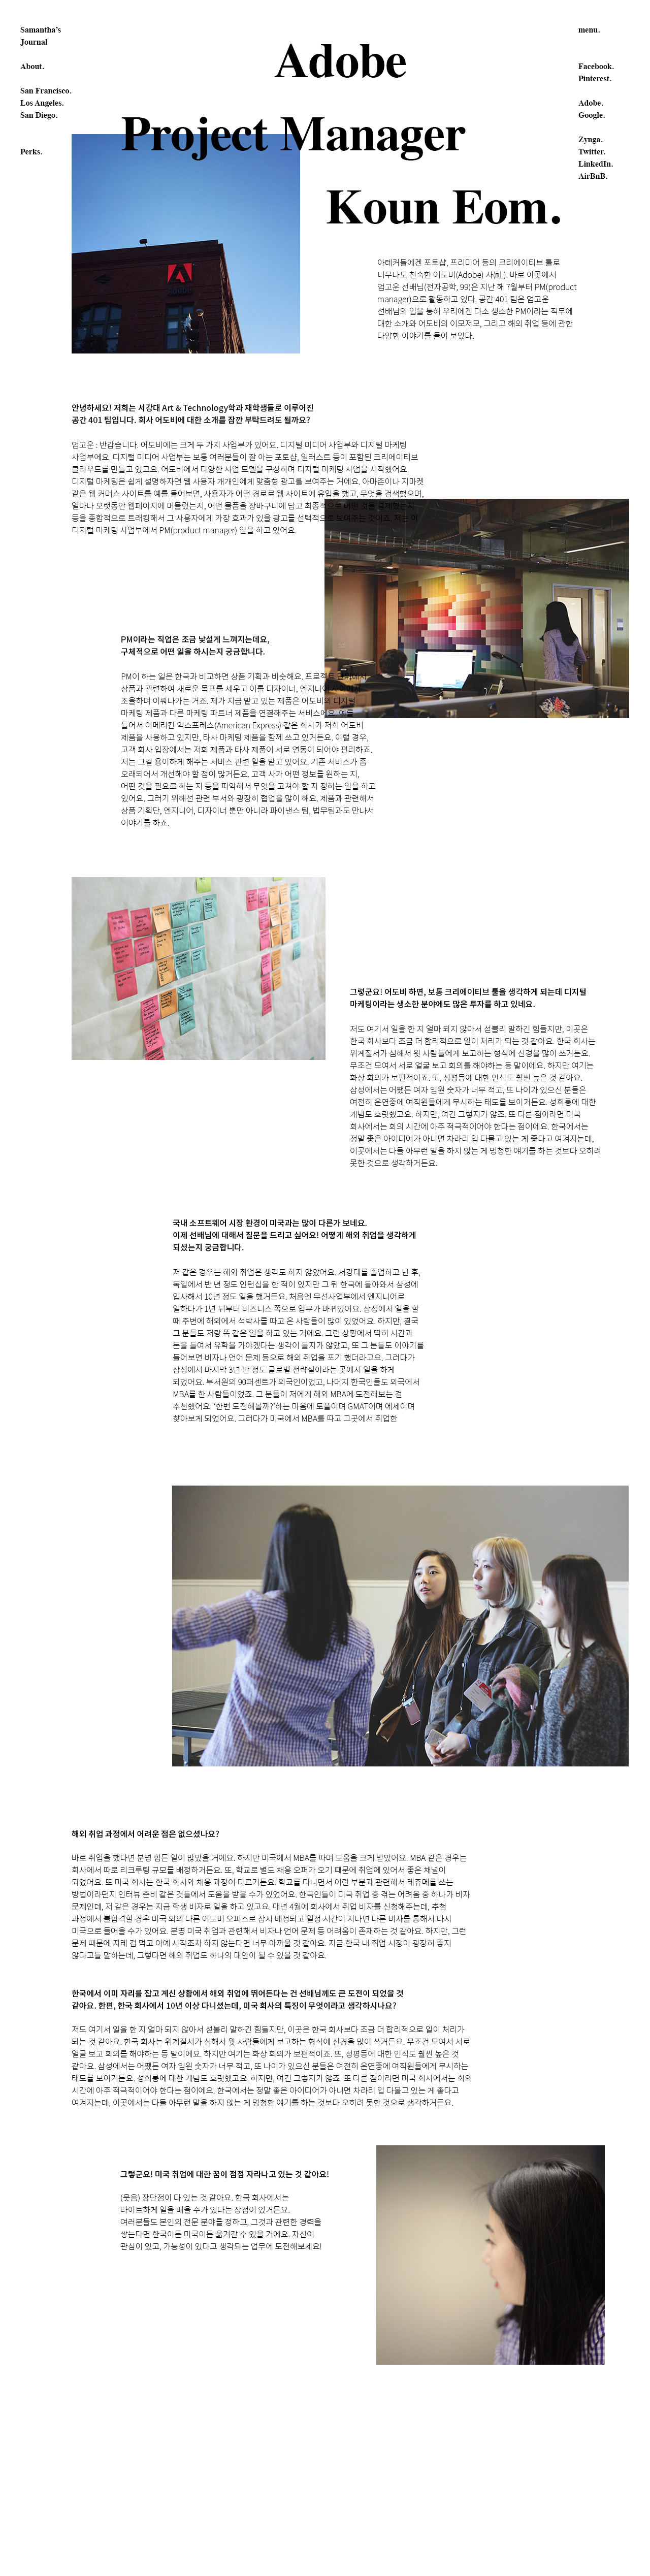 Samantha's
Journal
About.
San Francisco.
Los Angeles.
San Diego.
Perks.
menu.
Facebook.
Pinterest.
Adobe.
Google.
Zynga.
Twitter.
LinkedIn.
AirBnB.
Adobe
Project Manager
Koun Eom.
아테커들에겐 포토샵, 프리미어 등의 크리에이티브 툴로
너무나도 친숙한 어도비(Adobe) 사(社). 바로 이곳에서
엄고운 선배님(전자공학, 99)은 지난 해 7월부터 PM(product
manager)으로 활동하고 있다. 공간 401 팀은 엄고운
선배님의 입을 통해 우리에겐 다소 생소한 PM이라는 직무에
대한 소개와 어도비의 이모저모, 그리고 해외 취업 등에 관한
다양한 이야기를 들어 보았다.
안녕하세요! 저희는 서강대 Art & Technology학과 재학생들로 이루어진
공간 401 팀입니다. 회사 어도비에 대한 소개를 잠깐 부탁드려도 될까요?
엄고운 : 반갑습니다. 어도비에는 크게 두 가지 사업부가 있어요. 디지털 미디어 사업부와 디지털 마케팅
사업부에요. 디지털 미디어 사업부는 보통 여러분들이 잘 아는 포토샵, 일러스트 등이 포함된 크리에이티브
클라우드를 만들고 있고요. 어도비에서 다양한 사업 모델을 구상하며 디지털 마케팅 사업을 시작했어요.
디지털 마케팅은 쉽게 설명하자면 웹 사용자 개개인에게 맞춤형 광고를 보여주는 거에요. 아마존이나 지마켓
같은 웹 커머스 사이트를 예를 들어보면, 사용자가 어떤 경로로 웹 사이트에 유입을 했고, 무엇을 검색했으며,
얼마나 오랫동안 웹페이지에 머물렀는지, 어떤 물품을 장바구니에 담고 최종적으로
등을 종합적으로 트래킹해서 그 사용자에게 가장 효과가 있을 광고를 선택적으로
디지털 마케팅 사업부에서 PM(product manager) 일을 하고 있어요.
PM이라는 직업은 조금 낯설게 느껴지는데요,
구체적으로 어떤 일을 하시는지 궁금합니다.
PM이 하는 일은 한국과 비교하면 상품 기획과 비슷해요. 프로젝트
상품과 관련하여 새로운 목표를 세우고 이를 디자이너, 엔지니어
조율하며 이뤄나가는 거죠. 제가 지금 맡고 있는 제품은 어도비의 디지털
마케팅 제품과 다른 마케팅 파트너 제품을 연결해주는 서비스에요. 예를
들어서 아메리칸 익스프레스(American Express) 같은 회사가 저희 어도비
제품을 사용하고 있지만, 타사 마케팅 제품을 함께 쓰고 있거든요. 이럴 경우,
고객 회사 입장에서는 저희 제품과 타사 제품이 서로 연동이 되어야 편리하죠.
저는 그걸 용이하게 해주는 서비스 관련 일을 맡고 있어요. 기존 서비스가 좀
오래되어서 개선해야 할 점이 많거든요. 고객 사가 어떤 정보를 원하는 지,
어떤 것을 필요로 하는 지 등을 파악해서 무엇을 고쳐야 할 지 정하는 일을 하고
있어요. 그러기 위해선 관련 부서와 굉장히 협업을 많이 해요. 제품과 관련해서
상품 기획단, 엔지니어, 디자이너 뿐만 아니라 파이낸스 팀, 법무팀과도 만나서
이야기를 하죠.
그렇군요! 어도비 하면, 보통 크리에이티브 툴을 생각하게 되는데 디지털
마케팅이라는 생소한 분야에도 많은 투자를 하고 있네요.
저도 여기서 일을 한 지 얼마 되지 않아서 섣불리 말하긴 힘들지만, 이곳은
한국 회사보다 조금 더 합리적으로 일이 처리가 되는 것 같아요. 한국 회사는
위계질서가 심해서 윗 사람들에게 보고하는 형식에 신경을 많이 쓰거든요.
무조건 모여서 서로 얼굴 보고 회의를 해야하는 등 말이에요. 하지만 여기는
화상 회의가 보편적이죠. 또, 성평등에 대한 인식도 훨씬 높은 것 같아요.
삼성에서는 어쨌든 여자 임원 숫자가 너무 적고, 또 나이가 있으신 분들은
여전히 은연중에 여직원들에게 무시하는 태도를 보이거든요. 성희롱에 대한
개념도 흐릿했고요. 하지만, 여긴 그렇지가 않죠. 또 다른 점이라면 미국
회사에서는 회의 시간에 아주 적극적이어야 한다는 점이에요. 한국에서는
정말 좋은 아이디어가 아니면 차라리 입 다물고 있는 게 좋다고 여겨지는데,
이곳에서는 다들 아무런 말을 하지 않는 게 멍청한 얘기를 하는 것보다 오히려
못한 것으로 생각하거든요.
국내 소프트웨어 시장 환경이 미국과는 많이 다른가 보네요.
이제 선배님에 대해서 질문을 드리고 싶어요! 어떻게 해외 취업을 생각하게
되셨는지 궁금합니다.
저 같은 경우는 해외 취업은 생각도 하지 않았어요. 서강대를 졸업하고 난 후,
독일에서 반 년 정도 인턴십을 한 적이 있지만 그 뒤 한국에 돌아와서 삼성에
입사해서 10년 정도 일을 했거든요. 처음엔 무선사업부에서 엔지니어로
일하다가 1년 뒤부터 비즈니스 쪽으로 업무가 바뀌었어요. 삼성에서 일을 할
때 주변에 해외에서 석박사를 따고 온 사람들이 많이 있었어요. 하지만, 결국
그 분들도 저랑 똑 같은 일을 하고 있는 거에요. 그런 상황에서 딱히 시간과
돈을 들여서 유학을 가야겠다는 생각이 들지가 않았고, 또 그 분들도 이야기를
들어보면 비자나 언어 문제 등으로 해외 취업을 포기 했더라고요. 그러다가
삼성에서 마지막 3년 반 정도 글로벌 전략실이라는 곳에서 일을 하게
되었어요. 부서원의 90퍼센트가 외국인이었고, 나머지 한국인들도 외국에서
MBA를 한 사람들이었죠. 그 분들이 저에게 해외 MBA에 도전해보는 걸
추천했어요. '한번 도전해볼까?'하는 마음에 토플이며 GMAT이며 에세이며
찾아보게 되었어요. 그러다가 미국에서 MBA를 따고 그곳에서 취업한
해외 취업 과정에서 어려운 점은 없으셨나요?
바로 취업을 했다면 분명 힘든 일이 많았을 거에요. 하지만 미국에서 MBA를 따며 도움을 크게 받았어요. MBA 같은 경우는
회사에서 따로 리크루팅 규모를 배정하거든요. 또, 학교로 별도 채용 오퍼가 오기 때문에 취업에 있어서 좋은 채널이
되었어요. 또 미국 회사는 한국 회사와 채용 과정이 다르거든요. 학교를 다니면서 이런 부분과 관련해서 레쥬메를 쓰는
방법이라던지 인터뷰 준비 같은 것들에서 도움을 받을 수가 있었어요. 한국인들이 미국 취업 중 겪는 어려움 중 하나가 비자
문제인데, 저 같은 경우는 지금 학생 비자로 일을 하고 있고요. 매년 4월에 회사에서 취업 비자를 신청해주는데, 추첨
과정에서 불합격할 경우 미국 외의 다른 어도비 오피스로 잠시 배정되고 일정 시간이 지나면 다른 비자를 통해서 다시
미국으로 들어올 수가 있어요. 분명 미국 취업과 관련해서 비자나 언어 문제 등 어려움이 존재하는 것 같아요. 하지만, 그런
문제 때문에 지레 겁 먹고 아예 시작조차 하지 않는다면 너무 아까울 것 같아요. 지금 한국 내 취업 시장이 굉장히 좋지
않다고들 말하는데, 그렇다면 해외 취업도 하나의 대안이 될 수 있을 것 같아요.
한국에서 이미 자리를 잡고 계신 상황에서 해외 취업에 뛰어든다는 건 선배님께도 큰 도전이 되었을 것
같아요. 한편, 한국 회사에서 10년 이상 다니셨는데, 미국 회사의 특징이 무엇이라고 생각하시나요?
저도 여기서 일을 한 지 얼마 되지 않아서 섣불리 말하긴 힘들지만, 이곳은 한국 회사보다 조금 더 합리적으로 일이 처리가
되는 것 같아요. 한국 회사는 위계질서가 심해서 윗 사람들에게 보고하는 형식에 신경을 많이 쓰거든요. 무조건 모여서 서로
얼굴 보고 회의를 해야하는 등 말이에요. 하지만 여기는 화상 회의가 보편적이죠. 또, 성평등에 대한 인식도 훨씬 높은 것
같아요. 삼성에서는 어쨌든 여자 임원 숫자가 너무 적고, 또 나이가 있으신 분들은 여전히 은연중에 여직원들에게 무시하는
태도를 보이거든요. 성희롱에 대한 개념도 흐릿했고요. 하지만, 여긴 그렇지가 않죠. 또 다른 점이라면 미국 회사에서는 회의
시간에 아주 적극적이어야 한다는 점이에요. 한국에서는 정말 좋은 아이디어가 아니면 차라리 입 다물고 있는 게 좋다고
여겨지는데, 이곳에서는 다들 아무런 말을 하지 않는 게 멍청한 얘기를 하는 것보다 오히려 못한 것으로 생각하거든요.
그렇군요! 미국 취업에 대한 꿈이 점점 자라나고 있는 것 같아요!
(웃음) 장단점이 다 있는 것 같아요. 한국 회사에서는
타이트하게 일을 배울 수가 있다는 장점이 있거든요.
여러분들도 본인의 전문 분야를 정하고, 그것과 관련한 경력을
쌓는다면 한국이든 미국이든 옮겨갈 수 있을 거에요. 자신이
관심이 있고, 가능성이 있다고 생각되는 업무에 도전해보세요!